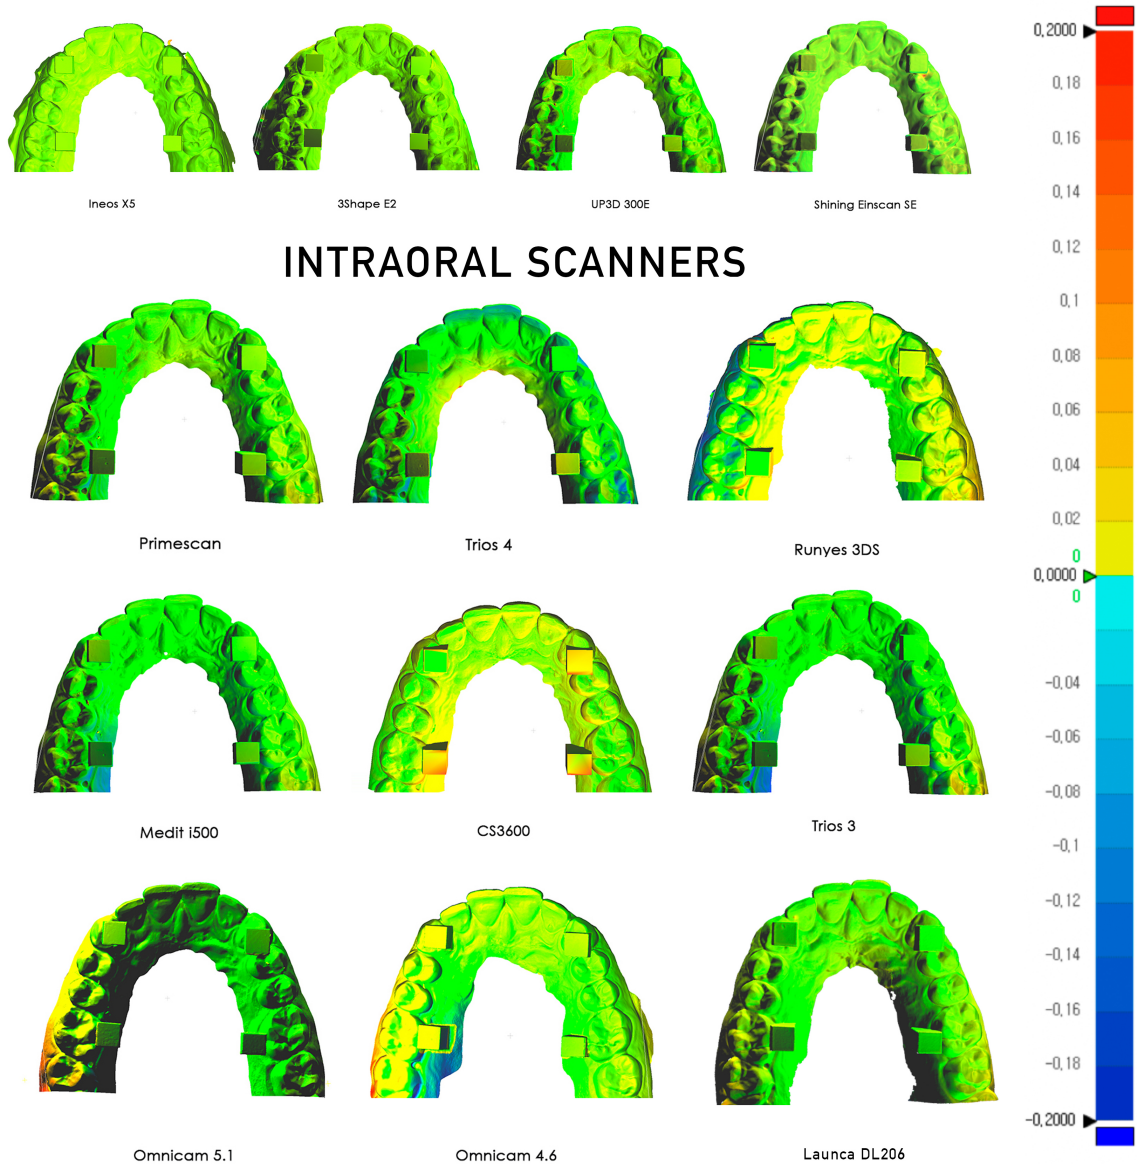 Ineos X5
3Shape E2
UP3D 300E
Shining Einscan SE
INTRAORAL SCANNERS
Primescan
Trios 4
Runyes 3DS
Medit i500
CS3600
Trios 3
Omnicam 5.1
Omnicam 4.6
Launca DL206
0,2000
0,18
0,16
0,14
0,12
0,1
0,08
0,06
0,04
0,02
0
0,0000
0
-0,04
-0,06
-0,08
-0,1
-0,12
-0,14
-0,16
-0,18
-0,2000